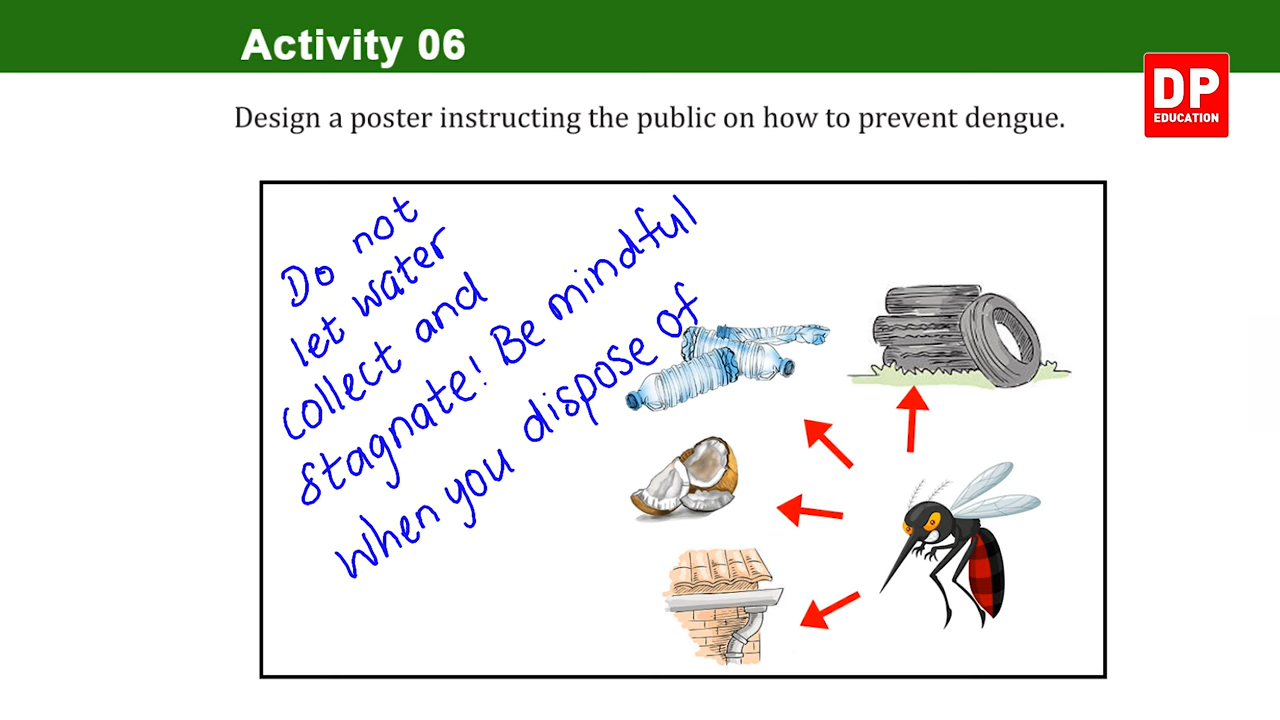 Activity 06
DP
EDUCATION
Design a poster instructing the public on how to prevent dengue.
Do not
let water
collect and
stagnate! Be mindful
when you dispose of